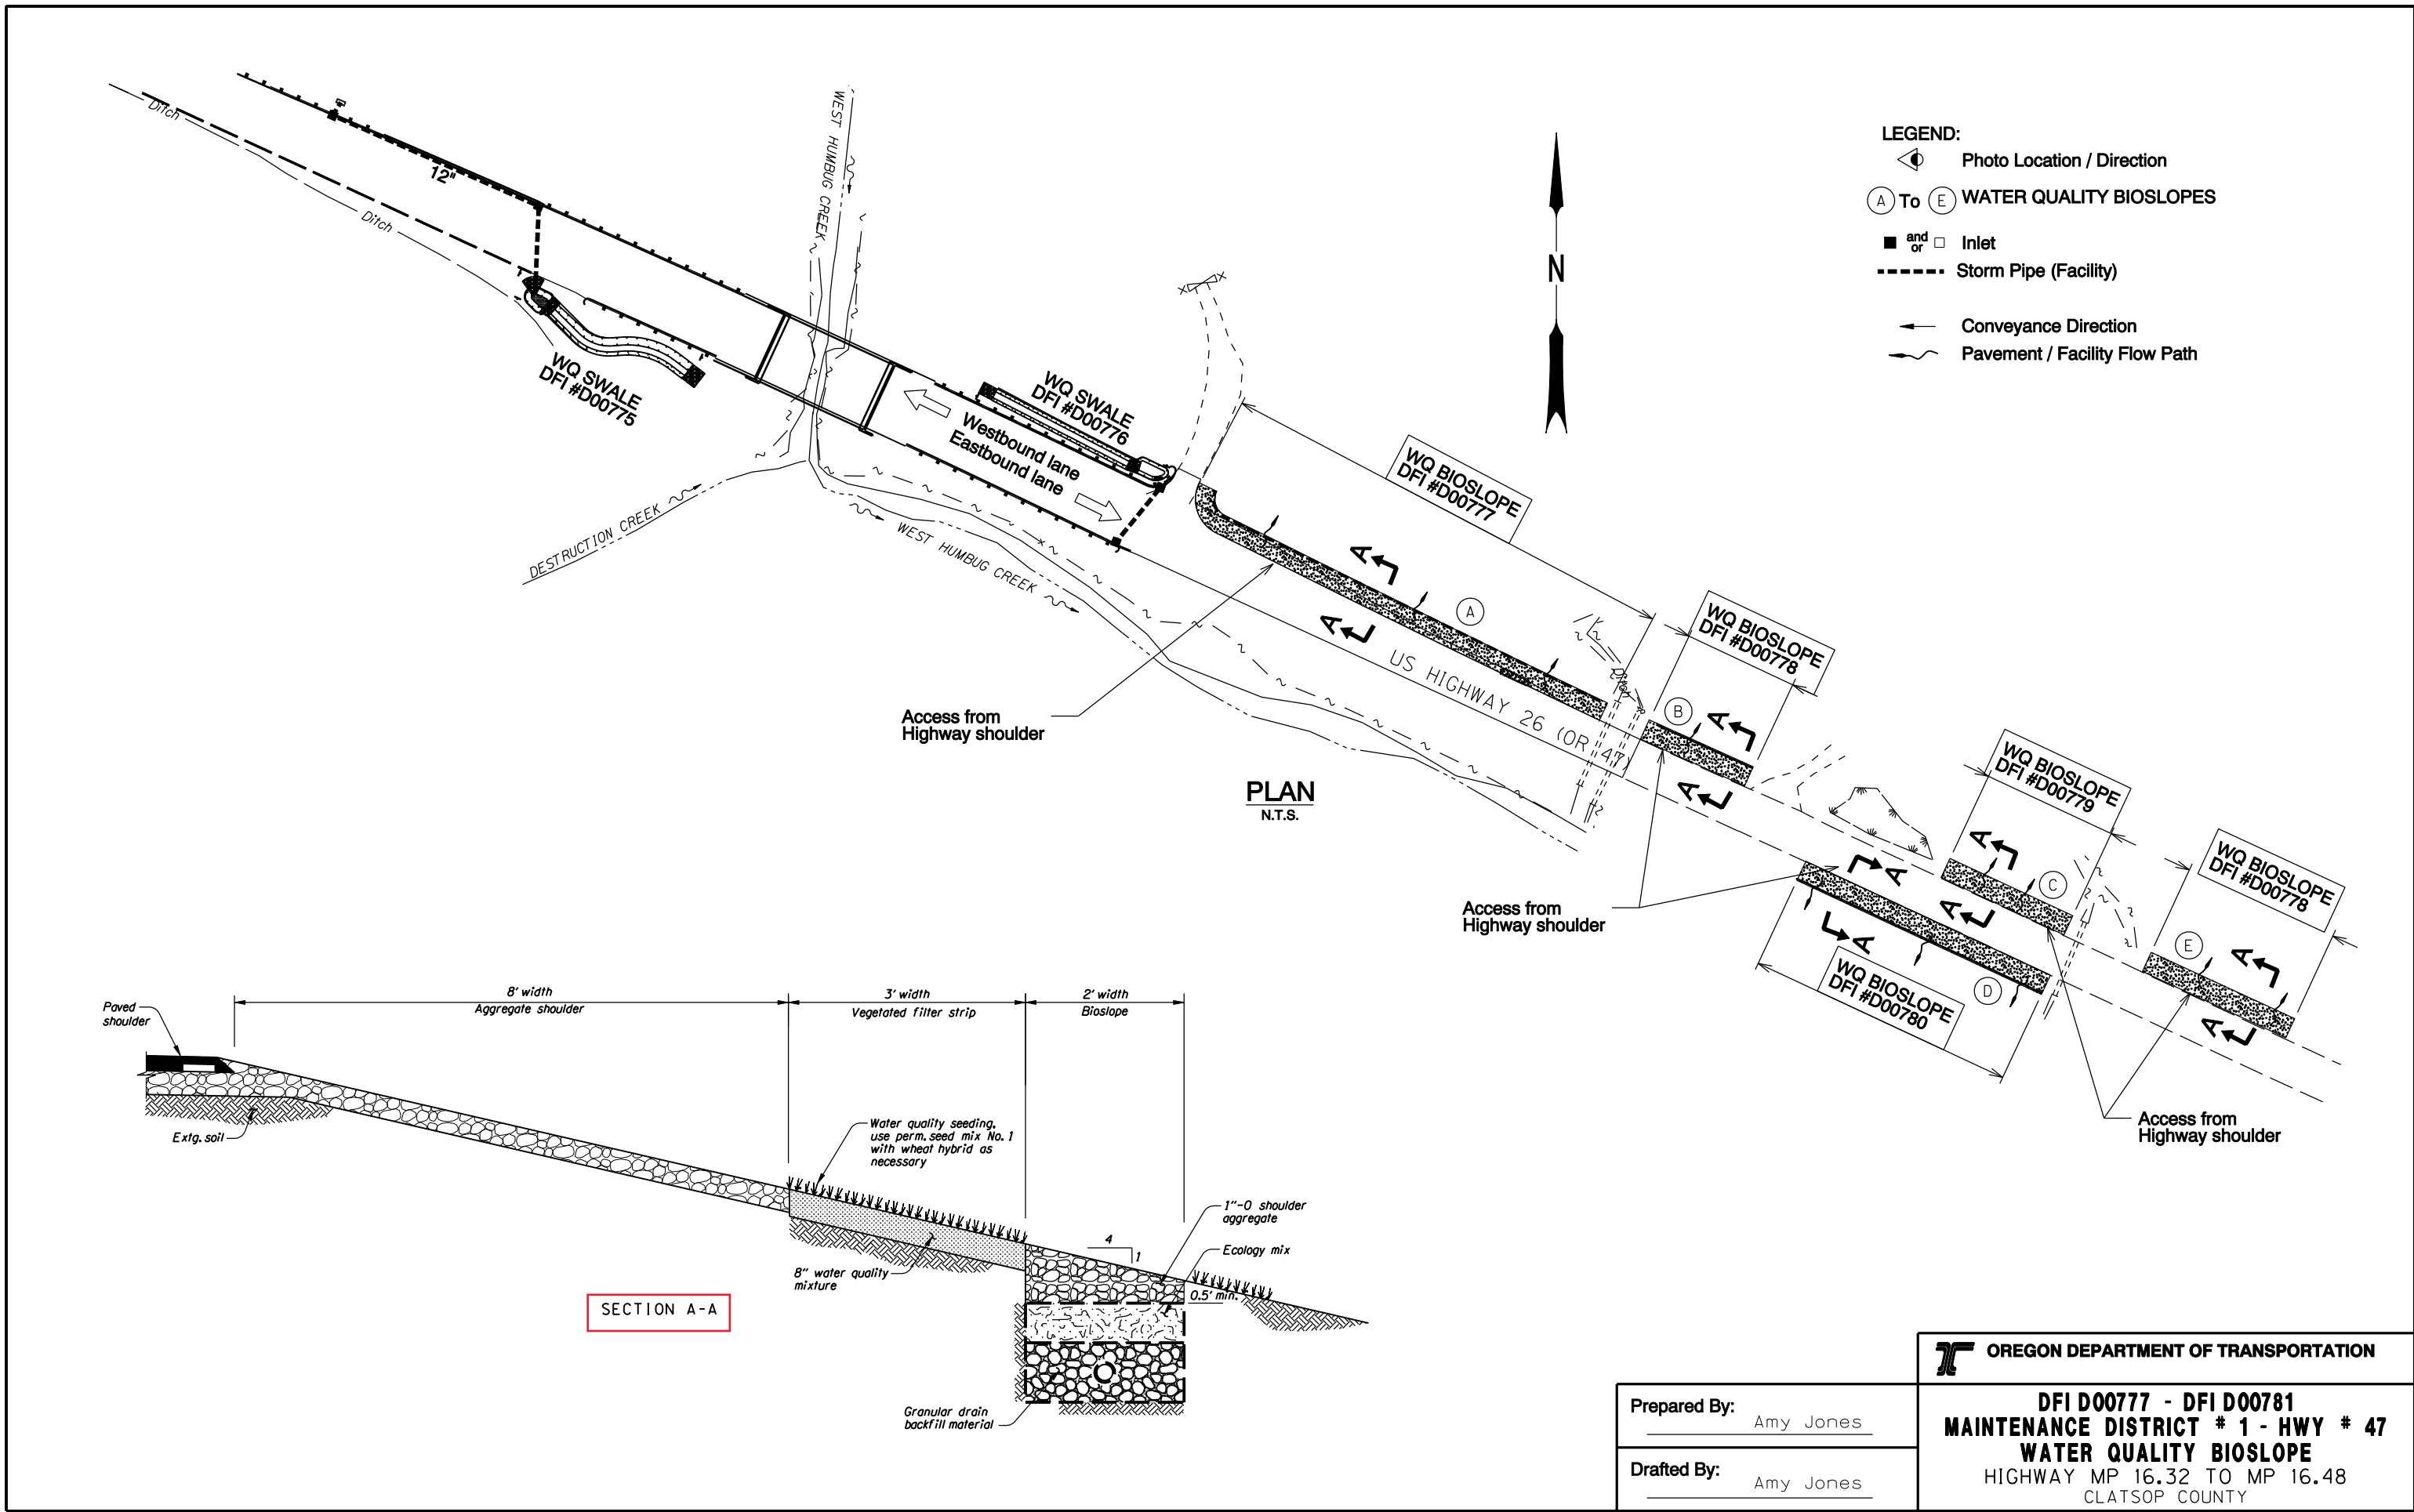 Ditch
12"
Ditch
WEST HUMBUG CREEK
WQ SWALE
DFI #D00775
WQ SWALE
DFI #D00776
Westbound lane
Eastbound lane
DESTRUCTION CREEK
WEST HUMBUG CREEK
N
LEGEND:
Photo Location / Direction
A To E WATER QUALITY BIOSLOPES
and
or
Inlet
Storm Pipe (Facility)
Conveyance Direction
Pavement / Facility Flow Path
WQ BIOSLOPE
DFI #D00777
A
A
A
US HIGHWAY 26 (OR 47)
Access from
Highway shoulder
Ditch
WQ BIOSLOPE
DFI #D00778
B
A
A
PLAN
N.T.S.
WQ BIOSLOPE
DFI #D00779
A
C
A
A
A
D
WQ BIOSLOPE
DFI #D00780
WQ BIOSLOPE
DFI #D00778
E
A
A
Access from
Highway shoulder
Access from
Highway shoulder
Paved
shoulder
8' width
Aggregate shoulder
3' width
Vegetated filter strip
2' width
Bioslope
Extg. soil
Water quality seeding,
use perm. seed mix No. 1
with wheat hybrid as
necessary
8" water quality
mixture
4
1
1"-0 shoulder
aggregate
Ecology mix
0.5' min.
Granular drain
backfill material
SECTION A-A
OREGON DEPARTMENT OF TRANSPORTATION
Prepared By:
Amy Jones
Drafted By:
Amy Jones
DFI D00777 - DFI D00781
MAINTENANCE DISTRICT # 1 - HWY # 47
WATER QUALITY BIOSLOPE
HIGHWAY MP 16.32 TO MP 16.48
CLATSOP COUNTY